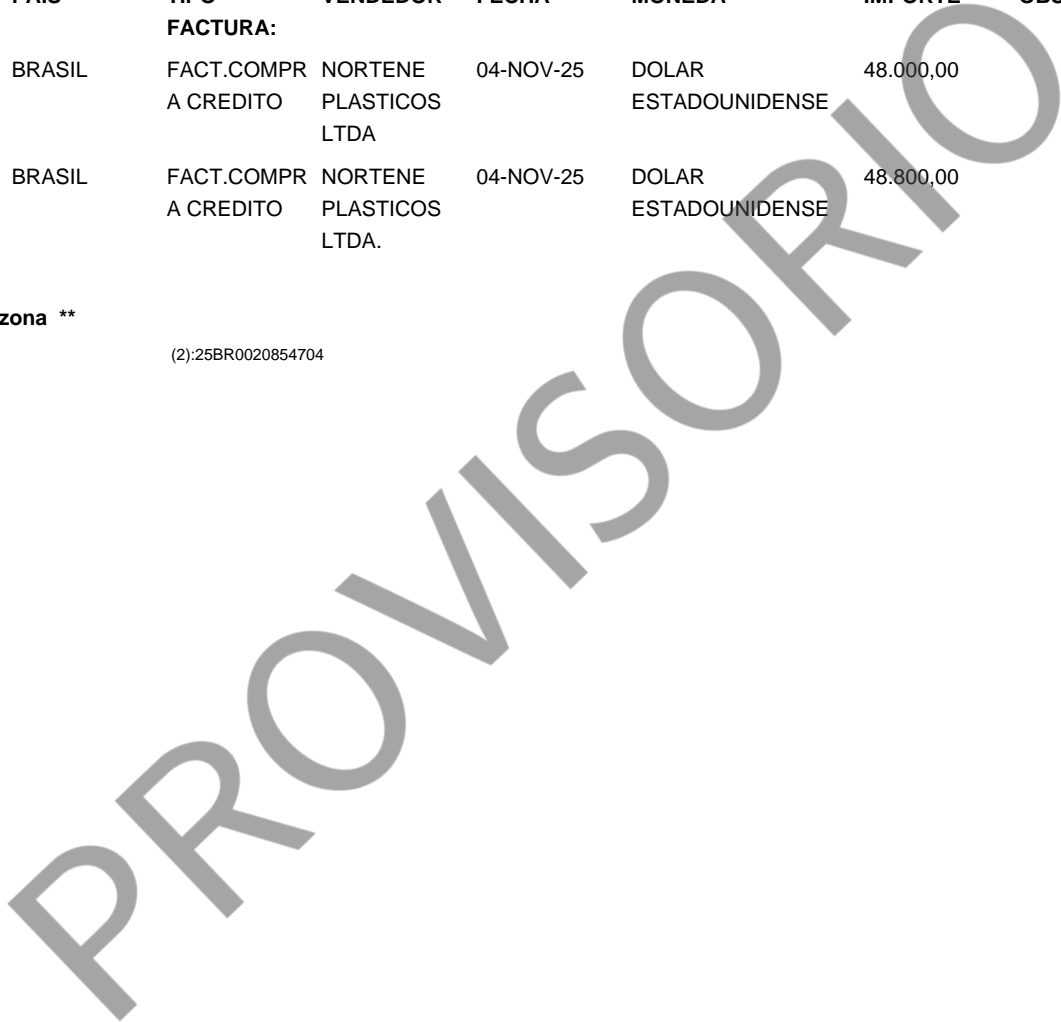 FACTURA:
BRASIL FACT.COMPR NORTENE 04-NOV-25 DOLAR 48.000,00
A CREDITO PLASTICOS ESTADOUNIDENSE
LTDA
BRASIL FACT.COMPR NORTENE 04-NOV-25 DOLAR 48.800,00
A CREDITO PLASTICOS ESTADOUNIDENSE
LTDA.
zona **
(2):25BR0020854704
PROVISORIO